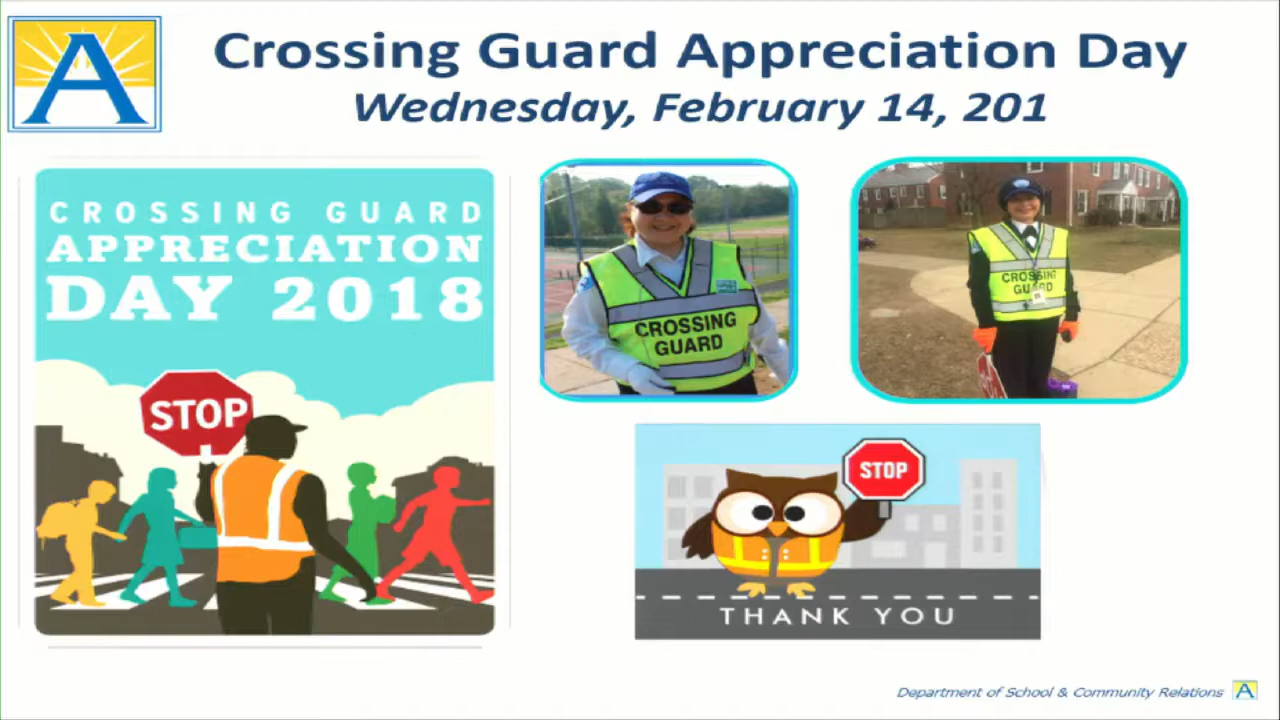 A
Crossing Guard Appreciation Day
Wednesday, February 14, 201
CROSSING GUARD
APPRECIATION
DAY 2018
STOP
CROSSING
GUARD
CROSSING
GUARD
STOP
THANK YOU
Department of School & Community Relations A